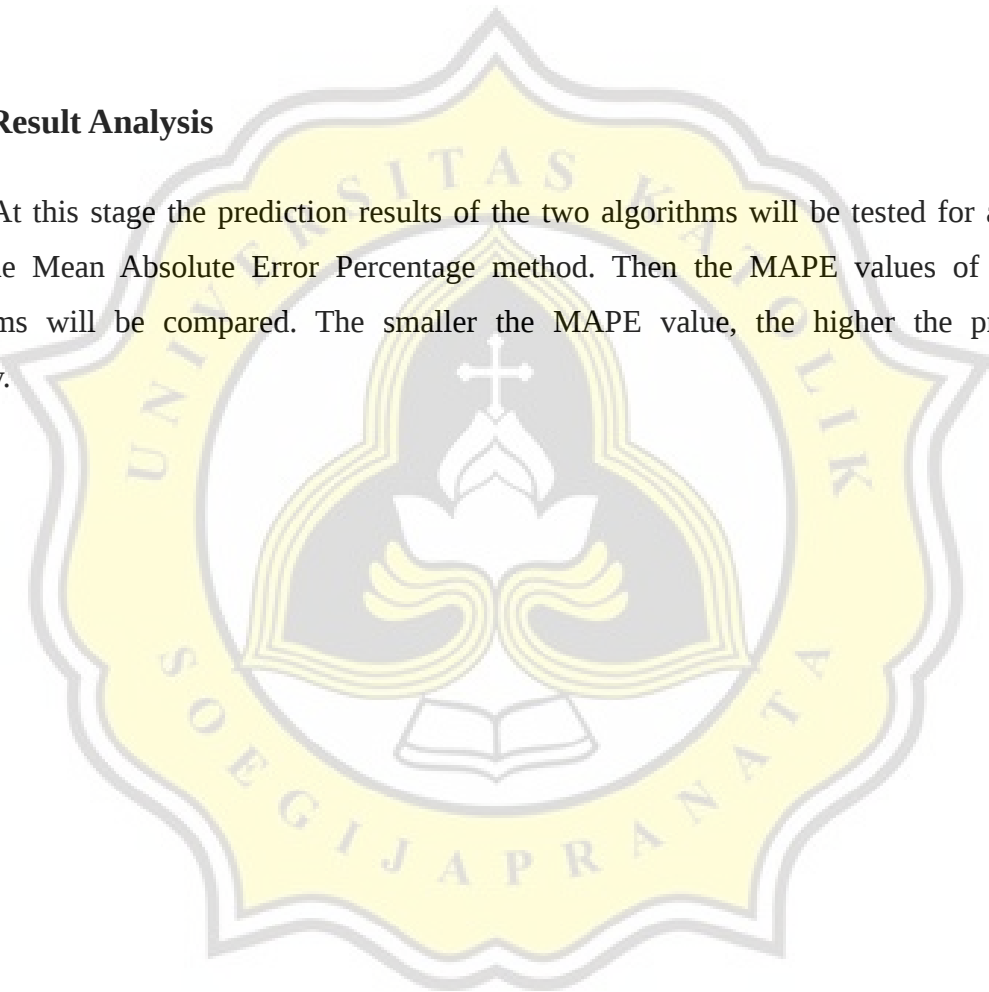 Result Analysis
At this stage the prediction results of the two algorithms will be tested for
Mean Absolute Error Percentage method. Then the MAPE values of
will be compared. The smaller the MAPE value, the higher the
UNIVERSITAS KATOLIK
SOEGIJAPRANATA